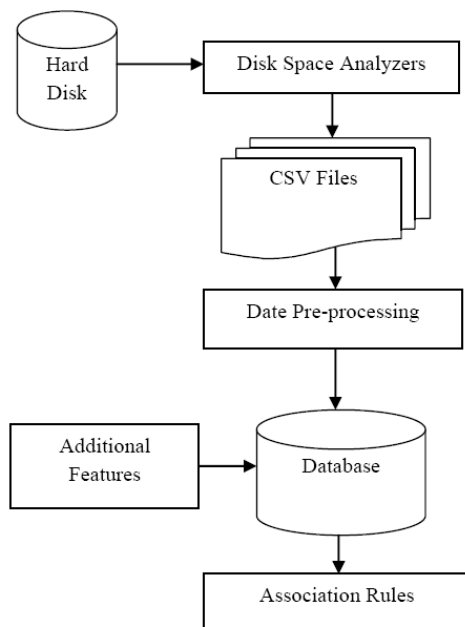 Hard
Disk
Disk Space Analyzers
CSV Files
Date Pre-processing
Additional
Features
Database
Association Rules